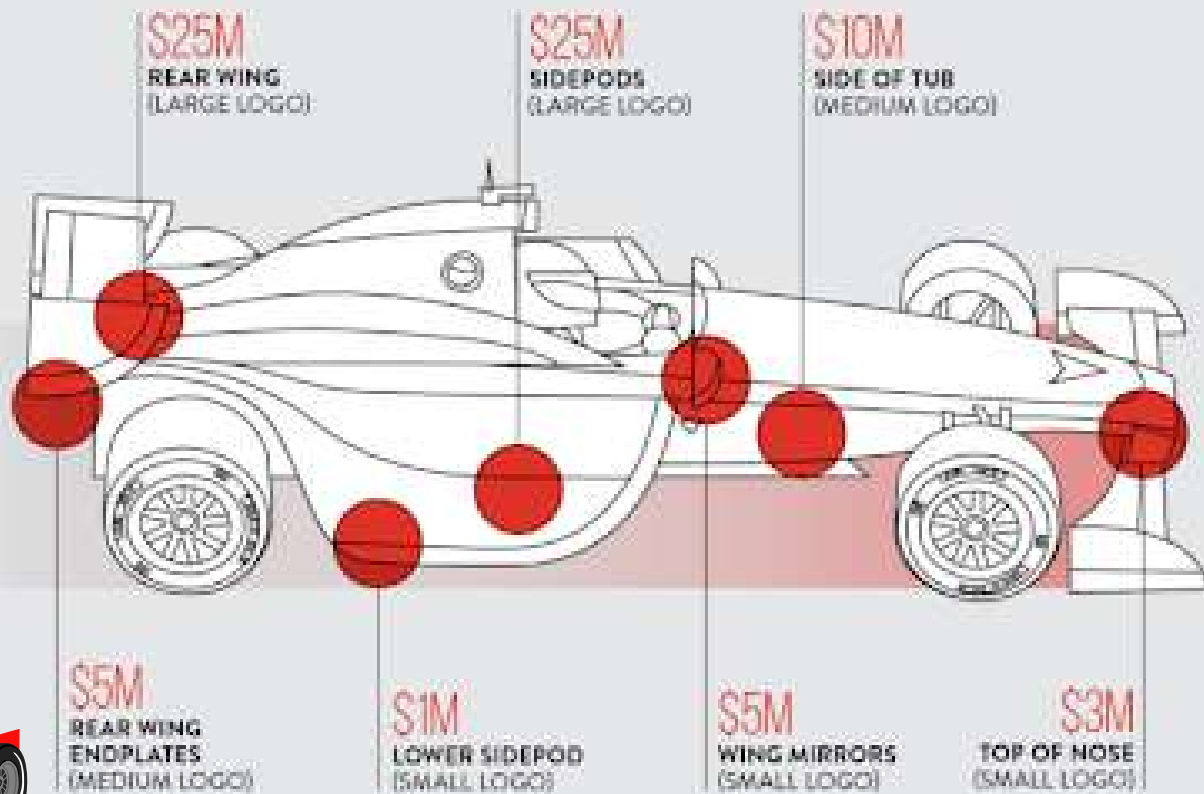 $25M
REAR WING
(LARGE LOGO)
$25M
SIDEPODS
(LARGE LOGO)
$10M
SIDE OF TUB
(MEDIUM LOGO)
$5M
REAR WING
ENDPLATES
(MEDIUM LOGO)
$1M
LOWER SIDEPOD
(SMALL LOGO)
$5M
WING MIRRORS
(SMALL LOGO)
$3M
TOP OF NOSE
(SMALL LOGO)